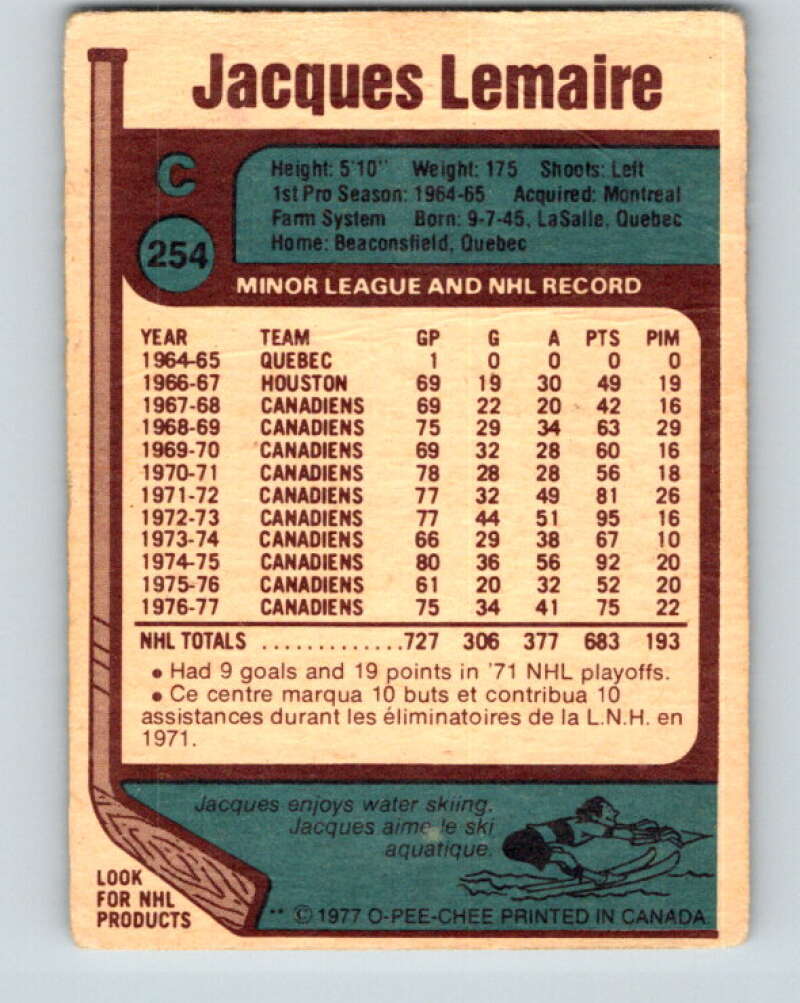 Jacques Lemaire
C
254
Height: 5'10" Weight: 175 Shoots: Left
1st Pro Season: 1964-65 Acquired: Montreal
Farm System Born: 9-7-45, LaSalle, Quebec
Home: Beaconsfield, Quebec
MINOR LEAGUE AND NHL RECORD
YEAR TEAM GP G A PTS PIM
1964-65 QUEBEC 1 0 0 0 0
1966-67 HOUSTON 69 19 30 49 19
1967-68 CANADIENS 69 22 20 42 16
1968-69 CANADIENS 75 29 34 63 29
1969-70 CANADIENS 69 32 28 60 16
1970-71 CANADIENS 78 28 28 56 18
1971-72 CANADIENS 77 32 49 81 26
1972-73 CANADIENS 77 44 51 95 16
1973-74 CANADIENS 66 29 38 67 10
1974-75 CANADIENS 80 36 56 92 20
1975-76 CANADIENS 61 20 32 52 20
1976-77 CANADIENS 75 34 41 75 22
NHL TOTALS .............727 306 377 683 193
• Had 9 goals and 19 points in '71 NHL playoffs.
• Ce centre marqua 10 buts et contribua 10
assistances durant les éliminatoires de la L.N.H. en
1971.
Jacques enjoys water skiing.
Jacques aime le ski
aquatique.
LOOK
FOR NHL
PRODUCTS
** © 1977 O-PEE-CHEE PRINTED IN CANADA